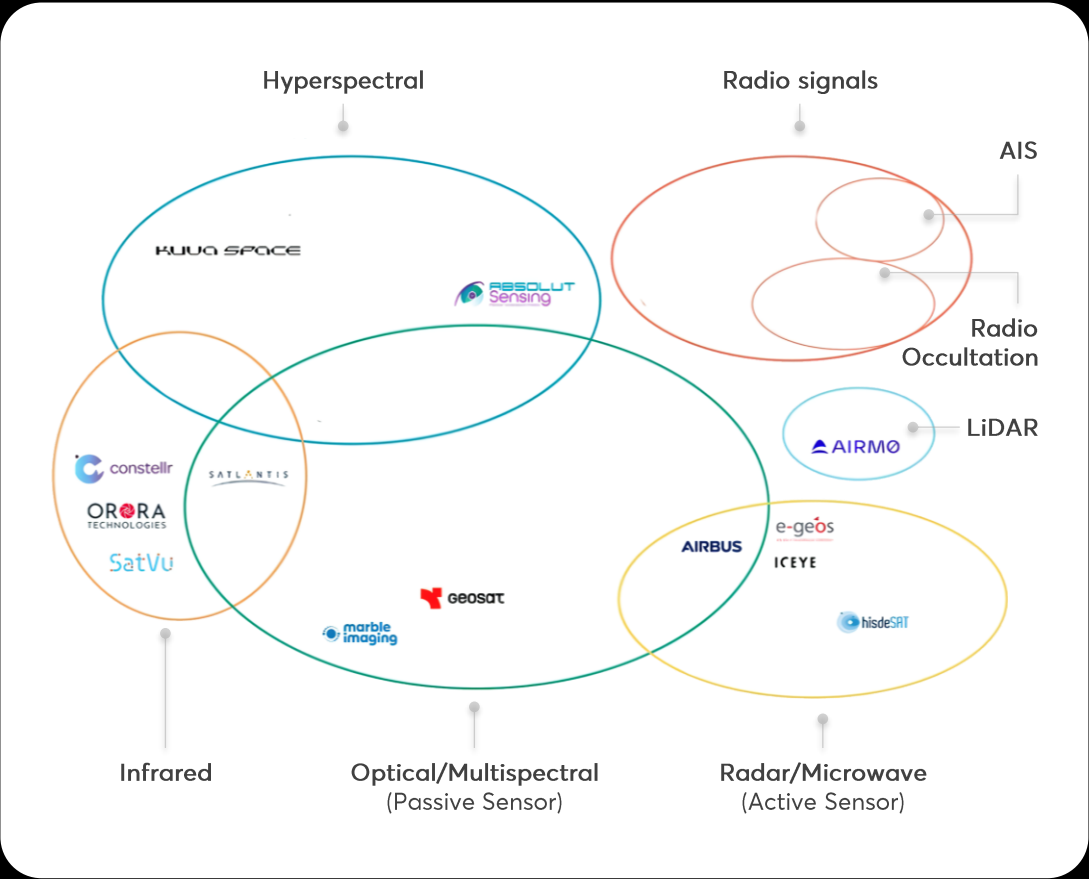 Hyperspectral
Radio signals
AIS
KUVA SPACE
ABSOLUT
Sensing
Radio
Occultation
LiDAR
AIRMO
constellr
SATLANTIS
ORORA
TECHNOLOGIES
SatVu
e-geos
AIRBUS
ICEYE
GEOSAT
marble
imaging
hisdeSAT
Infrared
Optical/Multispectral
(Passive Sensor)
Radar/Microwave
(Active Sensor)